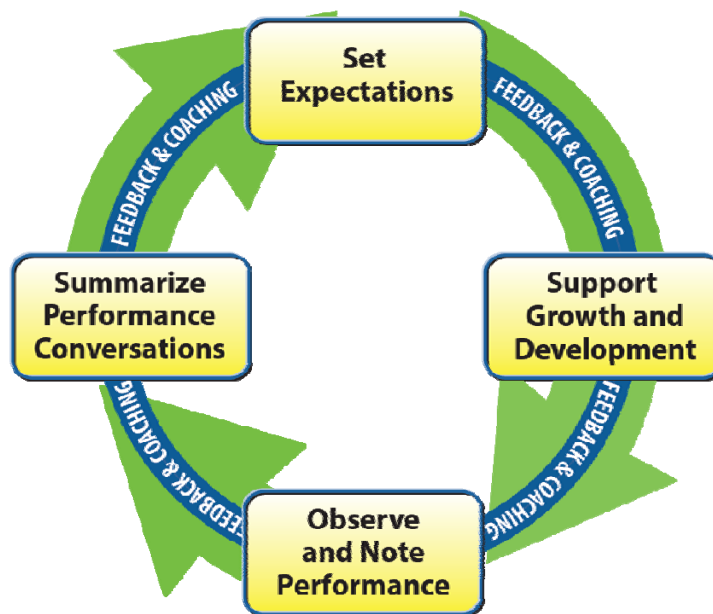 Set
Expectations
FEEDBACK & COACHING
Support
Growth and
Development
FEEDBACK & COACHING
Observe
and Note
Performance
FEEDBACK & COACHING
Summarize
Performance
Conversations
FEEDBACK & COACHING